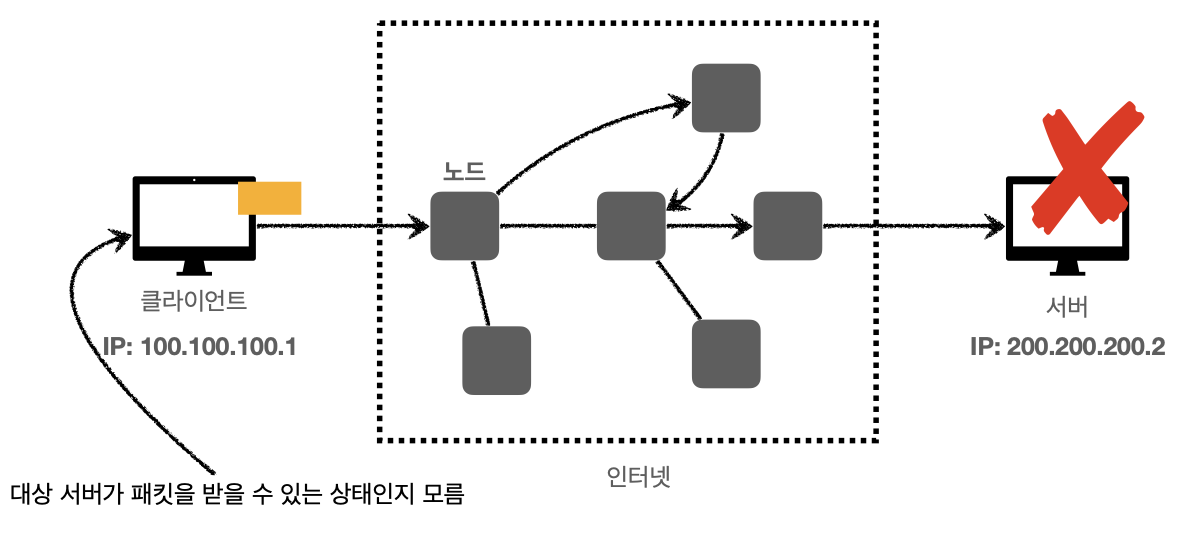 노드
클라이언트
IP: 100.100.100.1
서버
IP: 200.200.200.2
인터넷
대상 서버가 패킷을 받을 수 있는 상태인지 모름